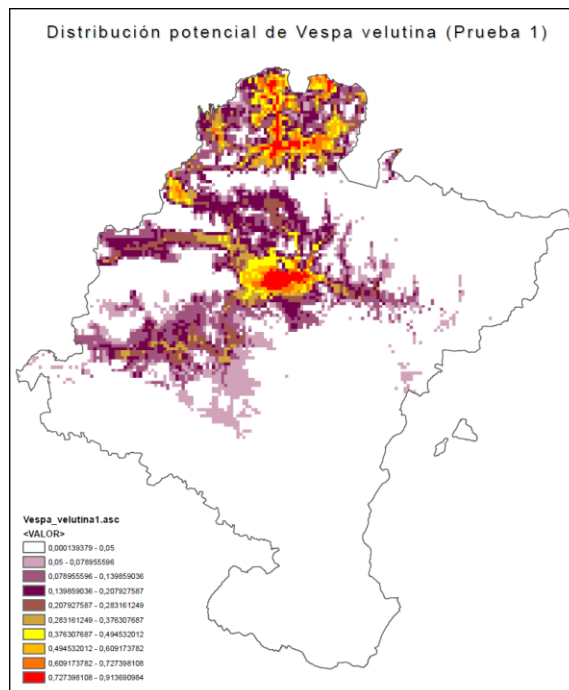 Distribución potencial de Vespa velutina (Prueba 1)
Vespa_velutina1.asc
<VALOR>
0,000139379 - 0,05
0,05 - 0,078955596
0,078955596 - 0,139859036
0,139859036 - 0,207927587
0,207927587 - 0,283161249
0,283161249 - 0,376307687
0,376307687 - 0,494532012
0,494532012 - 0,609173782
0,609173782 - 0,727398108
0,727398108 - 0,913690984